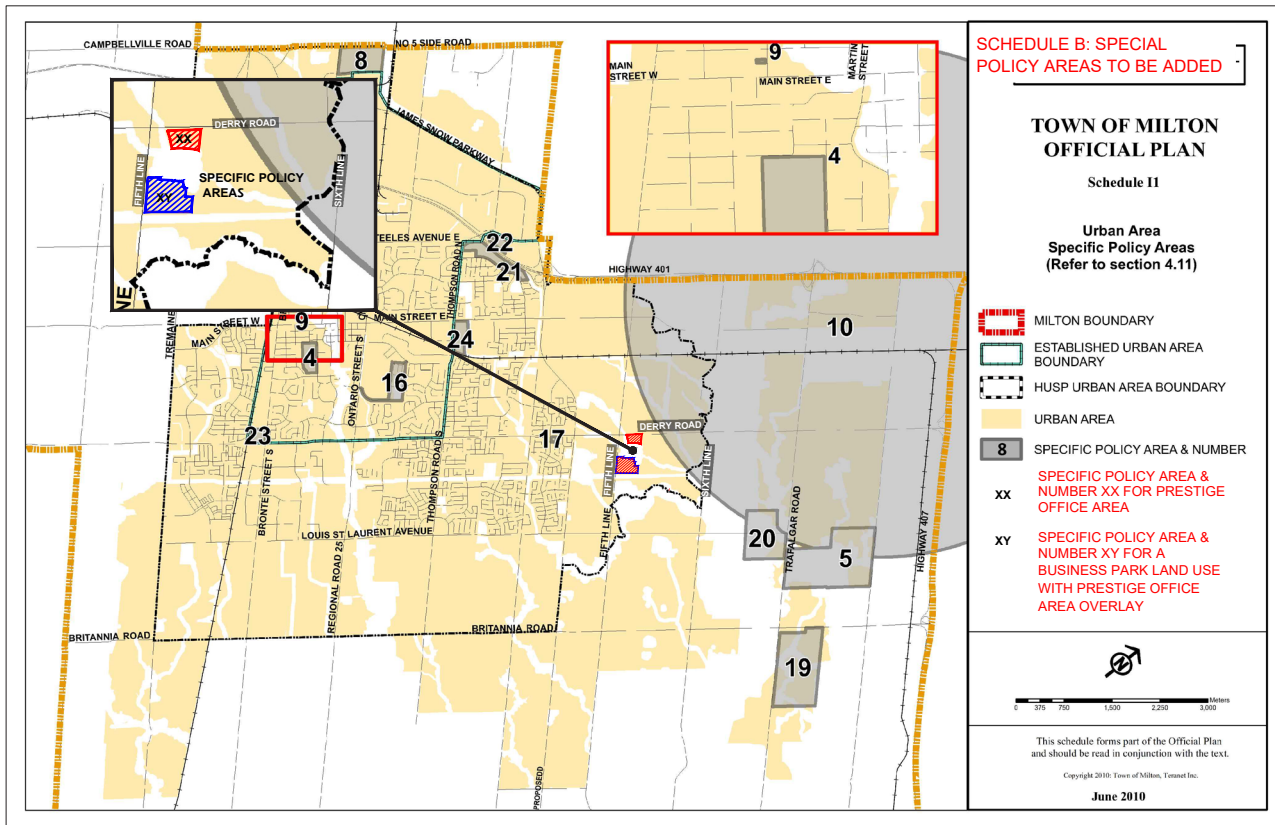 CAMPBELLVILLE ROAD
NO 5 SIDE ROAD
8
JAMES SNOW PARKWAY
DERRY ROAD
XX
FIFTH LINE
SPECIFIC POLICY
AREAS
XY
SIXTH LINE
NE
MAIN
STREET W
9
MAIN STREET E
MARTIN
STREET
4
TEELES AVENUE E
22
21
THOMPSON ROAD N
HIGHWAY 401
TREMAINE
MAIN STREET W
9
MAIN STREET E
4
24
10
ONTARIO STREET S
16
23
17
DERRY ROAD
FIFTH LINE
SIXTH LINE
BRONTE STREET S
THOMPSON ROAD S
LOUIS ST LAURENT AVENUE
FIFTH LINE
20
TRAFALGAR ROAD
5
HIGHWAY 407
REGIONAL ROAD 25
BRITANNIA ROAD
BRITANNIA ROAD
19
PROPOSEDD
SCHEDULE B: SPECIAL
POLICY AREAS TO BE ADDED
TOWN OF MILTON
OFFICIAL PLAN
Schedule I1
Urban Area
Specific Policy Areas
(Refer to section 4.11)
MILTON BOUNDARY
ESTABLISHED URBAN AREA
BOUNDARY
HUSP URBAN AREA BOUNDARY
URBAN AREA
8 SPECIFIC POLICY AREA & NUMBER
XX SPECIFIC POLICY AREA &
NUMBER XX FOR PRESTIGE
OFFICE AREA
XY SPECIFIC POLICY AREA &
NUMBER XY FOR A
BUSINESS PARK LAND USE
WITH PRESTIGE OFFICE
AREA OVERLAY
N
Meters
0 375 750 1,500 2,250 3,000
This schedule forms part of the Official Plan
and should be read in conjunction with the text.
Copyright 2010: Town of Milton, Teranet Inc.
June 2010